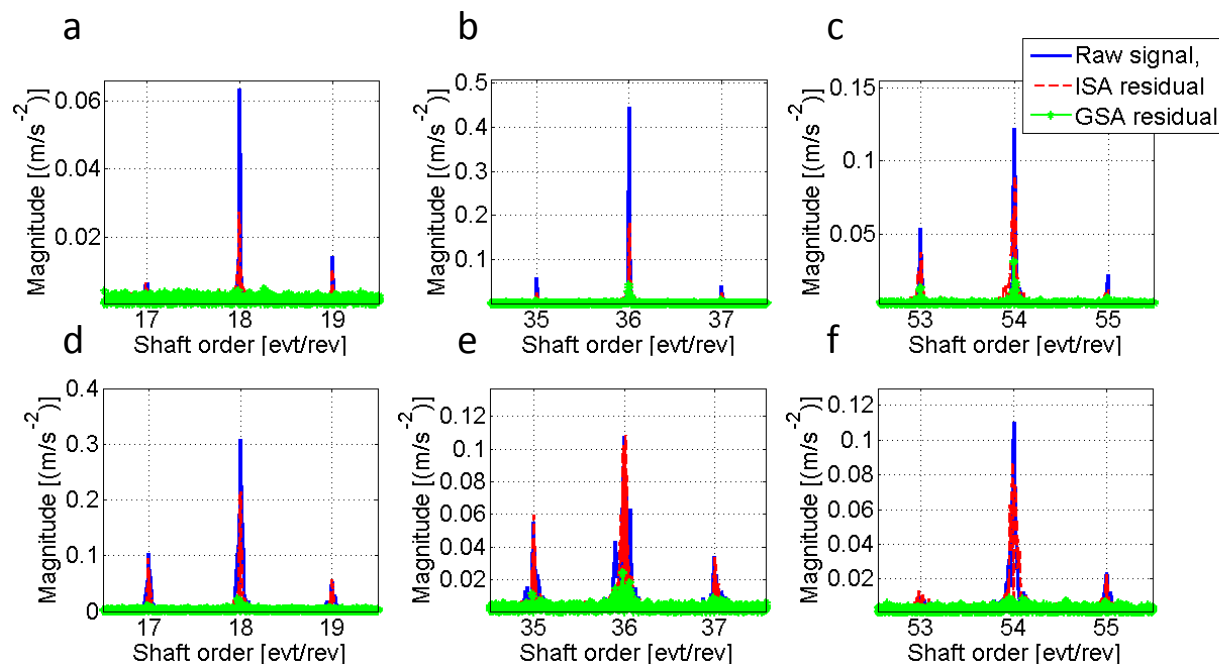 a
b
c
Raw signal,
ISA residual
GSA residual
Magnitude [(m/s⁻²)]
0.06
0.04
0.02
17 18 19
Shaft order [evt/rev]
Magnitude [(m/s⁻²)]
0.5
0.4
0.3
0.2
0.1
35 36 37
Shaft order [evt/rev]
Magnitude [(m/s⁻²)]
0.15
0.1
0.05
53 54 55
Shaft order [evt/rev]
d
e
f
Magnitude [(m/s⁻²)]
0.4
0.3
0.2
0.1
0
17 18 19
Shaft order [evt/rev]
Magnitude [(m/s⁻²)]
0.12
0.1
0.08
0.06
0.04
0.02
35 36 37
Shaft order [evt/rev]
Magnitude [(m/s⁻²)]
0.12
0.1
0.08
0.06
0.04
0.02
53 54 55
Shaft order [evt/rev]